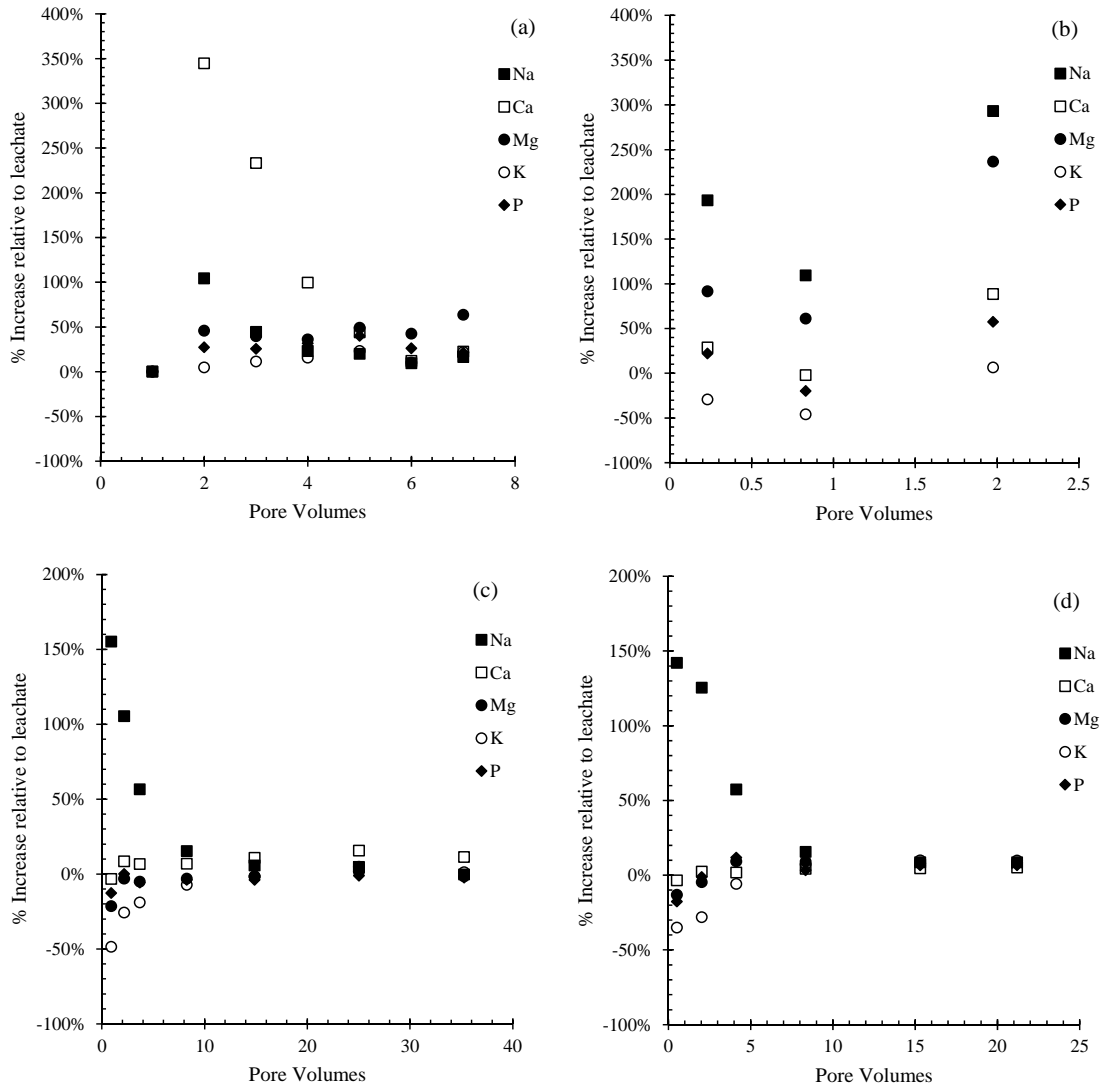 (a)
400%
350%
300%
250%
200%
150%
100%
50%
0%
-50%
-100%
% Increase relative to leachate
Na
Ca
Mg
K
P
0 2 4 6 8
Pore Volumes
(b)
400%
350%
300%
250%
200%
150%
100%
50%
0%
-50%
-100%
% Increase relative to leachate
Na
Ca
Mg
K
P
0 0.5 1 1.5 2 2.5
Pore Volumes
(c)
200%
150%
100%
50%
0%
-50%
-100%
% Increase relative to leachate
Na
Ca
Mg
K
P
0 10 20 30 40
Pore Volumes
(d)
200%
150%
100%
50%
0%
-50%
-100%
% Increase relative to leachate
Na
Ca
Mg
K
P
0 5 10 15 20 25
Pore Volumes